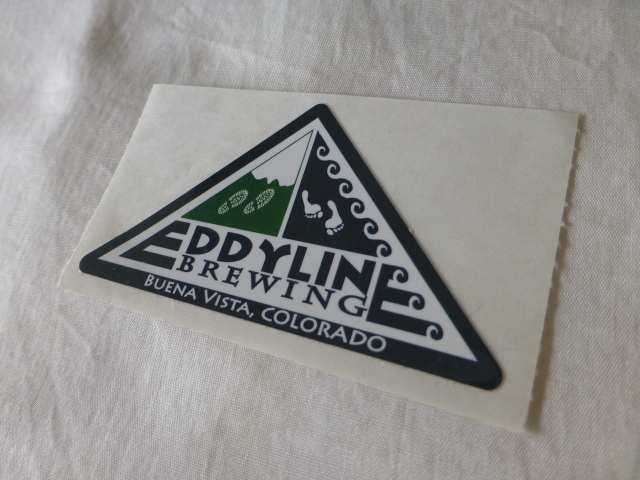 EDDYLINE
BREWING
BUENA VISTA, COLORADO